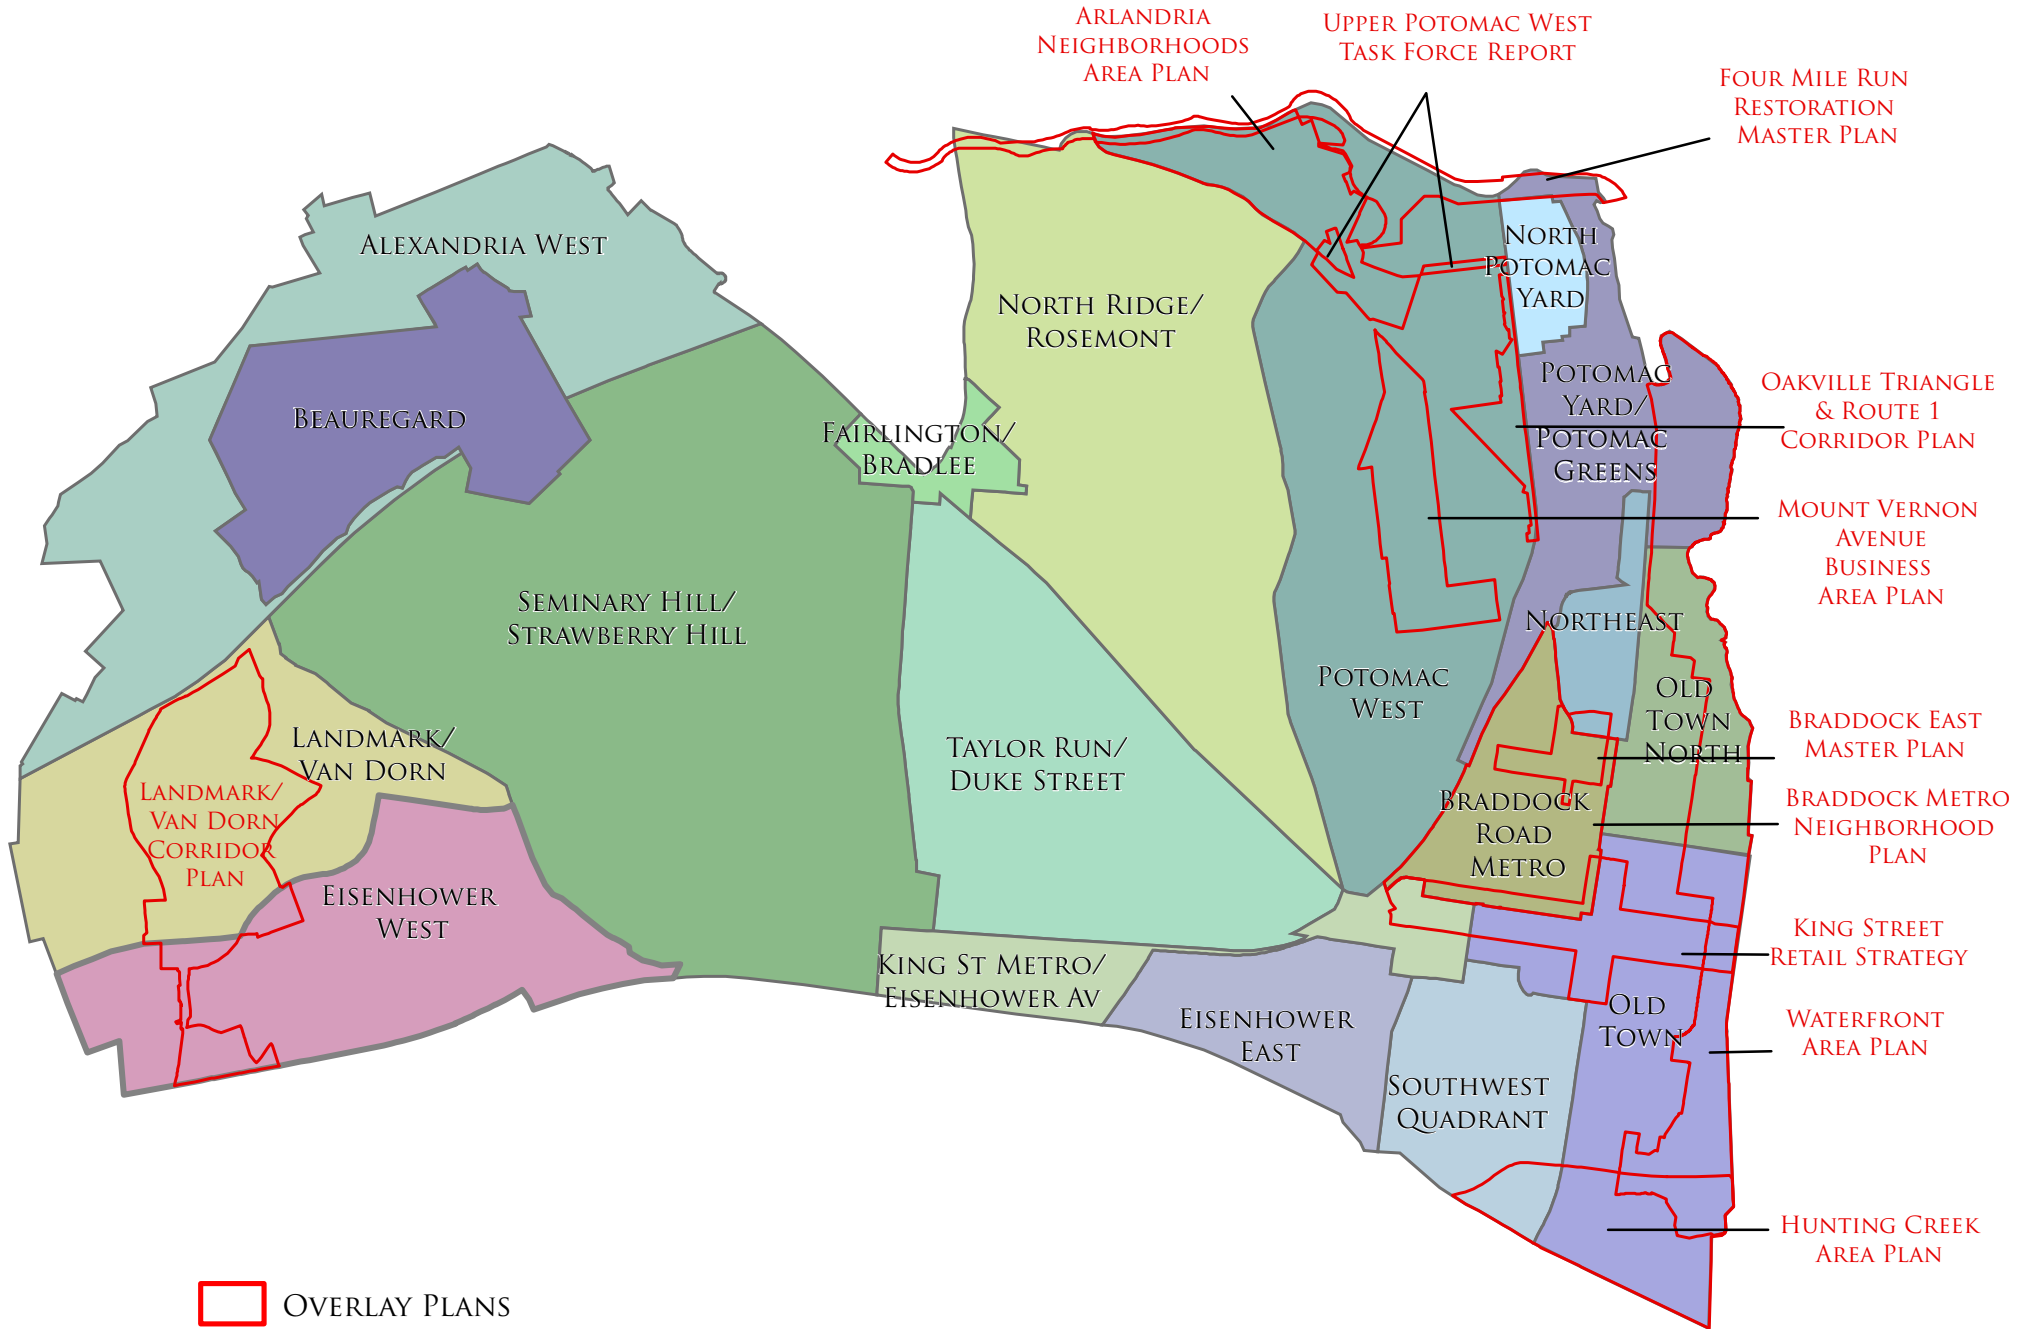 Arlandria
Neighborhoods
Area Plan
Upper Potomac West
Task Force Report
Four Mile Run
Restoration
Master Plan
Alexandria West
North
Potomac
Yard
North Ridge/
Rosemont
Beauregard
Fairlington/
Bradlee
Potomac
Yard/
Potomac
Greens
Oakville Triangle
& Route 1
Corridor Plan
Mount Vernon
Avenue
Business
Area Plan
Seminary Hill/
Strawberry Hill
Northeast
Potomac
West
Old
Town
North
Landmark/
Van Dorn
Taylor Run/
Duke Street
Braddock East
Master Plan
Landmark/
Van Dorn
Corridor
Plan
Braddock
Road
Metro
Braddock Metro
Neighborhood
Plan
Eisenhower
West
King St Metro/
Eisenhower Av
King Street
Retail Strategy
Eisenhower
East
Old
Town
Waterfront
Area Plan
Southwest
Quadrant
Hunting Creek
Area Plan
Overlay Plans